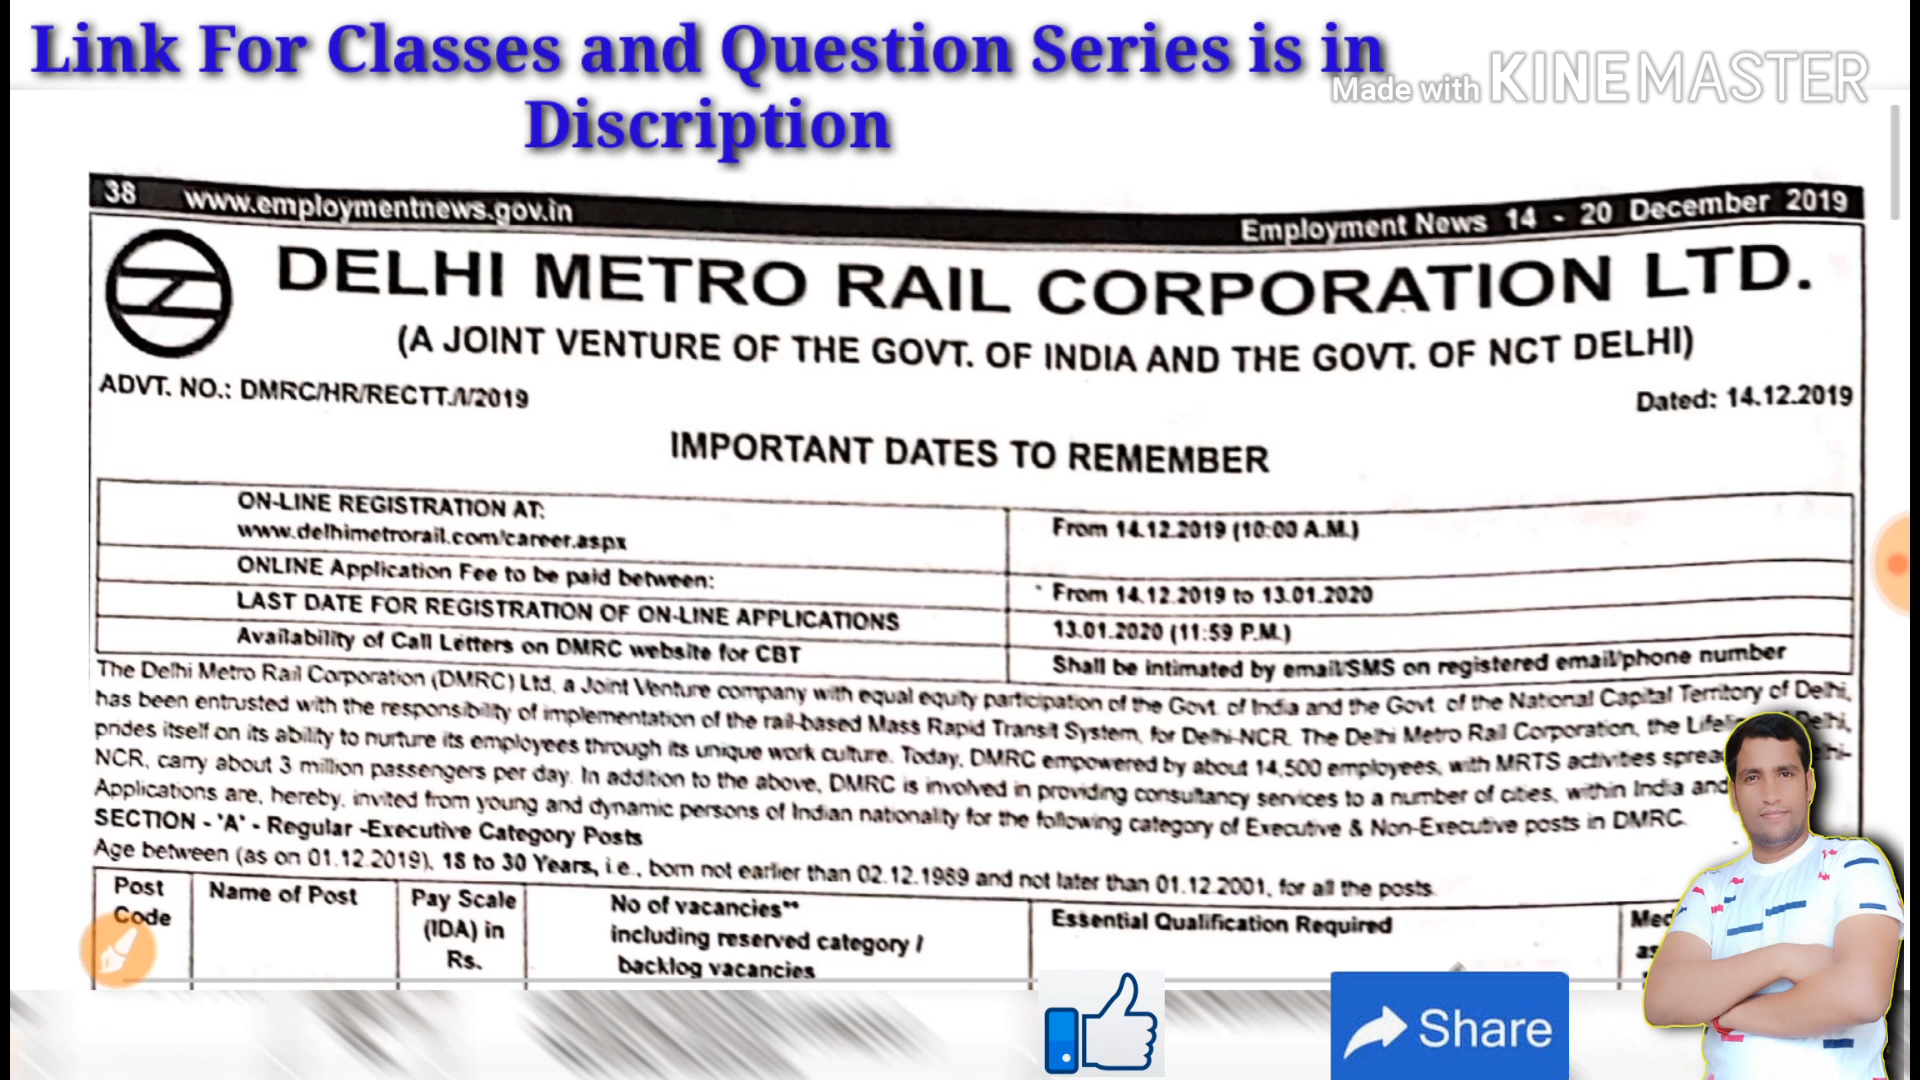 Link For Classes and Question Series is in
Discription
Made with KINEMASTER
38 www.employmentnews.gov.in Employment News 14 - 20 December 2019
DELHI METRO RAIL CORPORATION LTD.
(A JOINT VENTURE OF THE GOVT. OF INDIA AND THE GOVT. OF NCT DELHI)
ADVT. NO.: DMRC/HR/RECTT./I/2019 Dated: 14.12.2019
IMPORTANT DATES TO REMEMBER
ON-LINE REGISTRATION AT:
www.delhimetrorail.com/career.aspx From 14.12.2019 (10:00 A.M.)
ONLINE Application Fee to be paid between: From 14.12.2019 to 13.01.2020
LAST DATE FOR REGISTRATION OF ON-LINE APPLICATIONS 13.01.2020 (11:59 P.M.)
Availability of Call Letters on DMRC website for CBT Shall be intimated by email/SMS on registered email/phone number
The Delhi Metro Rail Corporation (DMRC) Ltd, a Joint Venture company with equal equity participation of the Govt. of India and the Govt. of the National Capital Territory of Delhi,
has been entrusted with the responsibility of implementation of the rail-based Mass Rapid Transit System, for Delhi-NCR. The Delhi Metro Rail Corporation, the Delhi,
prides itself on its ability to nurture its employees through its unique work culture. Today, DMRC empowered by about 14,500 employees, with MRTS activities
NCR, carry about 3 million passengers per day. In addition to the above, DMRC is involved in providing consultancy services to a number of cities, within India and
Applications are, hereby, invited from young and dynamic persons of Indian nationality for the following category of Executive & Non-Executive posts in DMRC.
SECTION - 'A' - Regular -Executive Category Posts
Age between (as on 01.12.2019), 18 to 30 Years, i.e., born not earlier than 02.12.1989 and not later than 01.12.2001, for all the posts.
Post
Code
Name of Post
Pay Scale
(IDA) in
Rs.
No of vacancies**
including reserved category /
backlog vacancies
Essential Qualification Required
Share